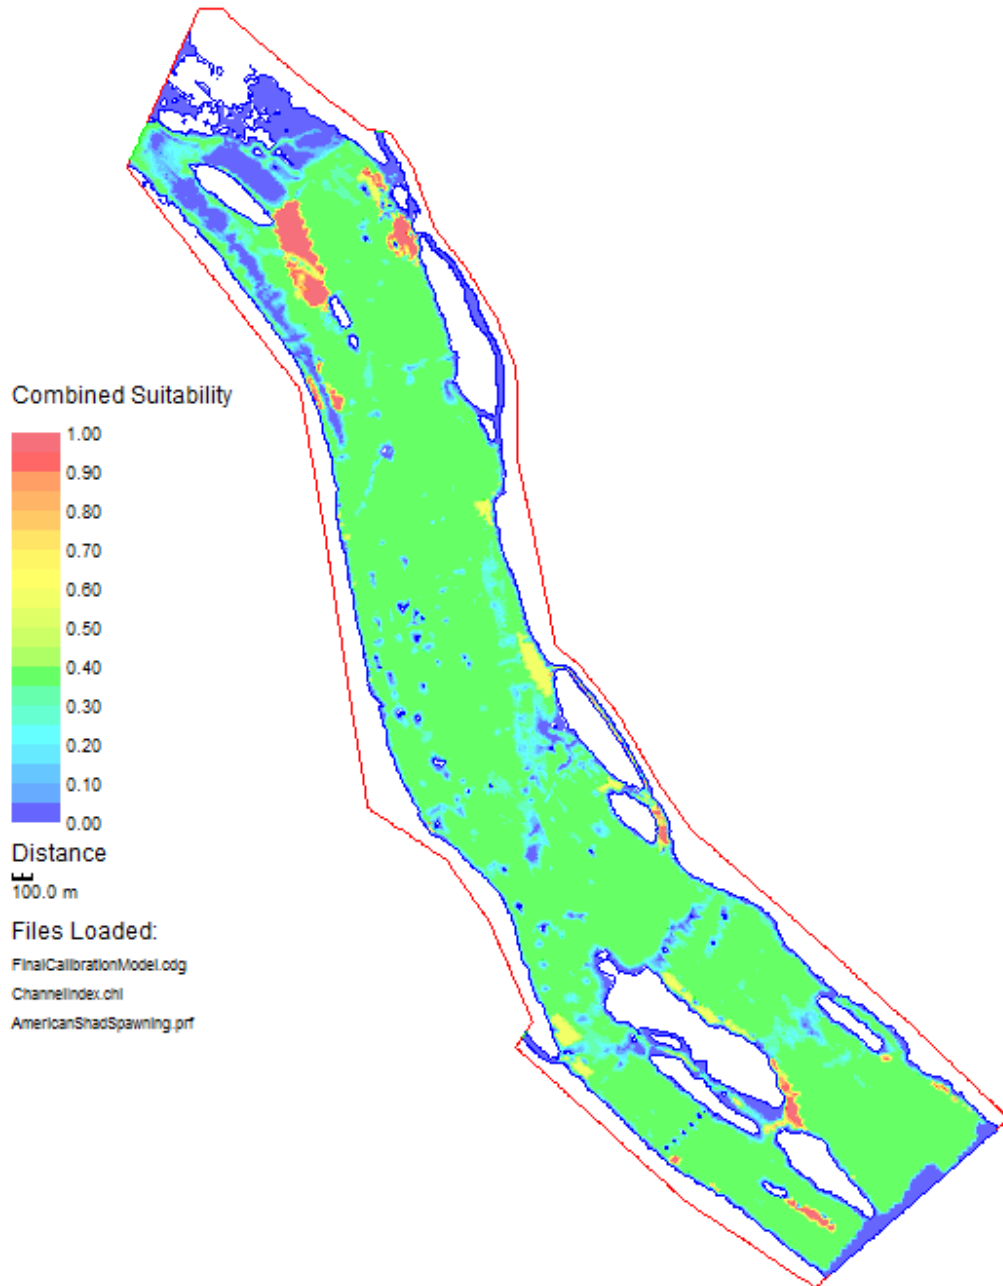 Combined Suitability
1.00
0.90
0.80
0.70
0.60
0.50
0.40
0.30
0.20
0.10
0.00
Distance
100.0 m
Files Loaded:
FinalCalibrationModel.cdg
ChannelIndex.chi
AmericanShadSpawning.prf